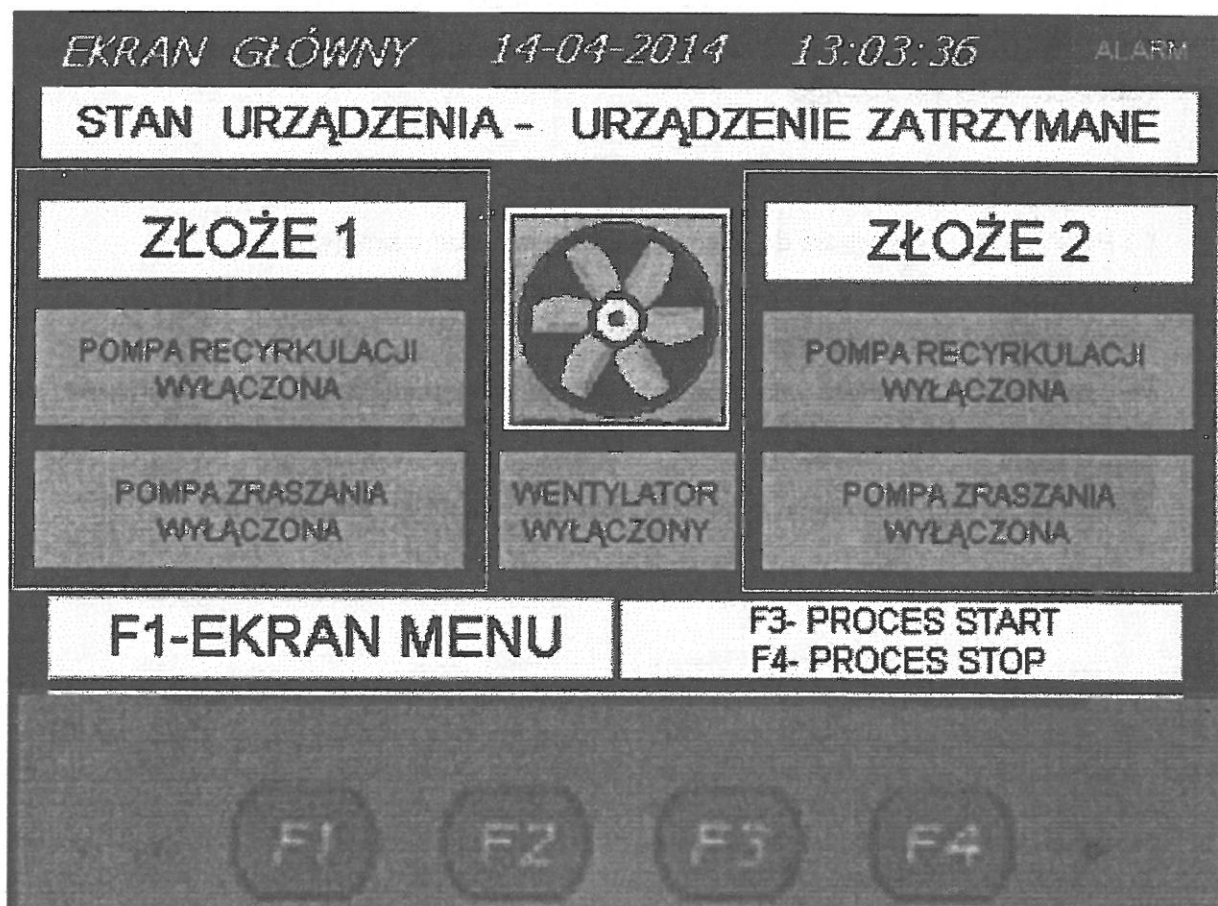 EKRAN GŁÓWNY 14-04-2014 13:03:36 ALARM
STAN URZĄDZENIA - URZĄDZENIE ZATRZYMANE
ZŁOŻE 1
POMPA RECYRKULACJI
WYŁĄCZONA
POMPA ZRASZANIA
WYŁĄCZONA
WENTYLATOR
WYŁĄCZONY
ZŁOŻE 2
POMPA RECYRKULACJI
WYŁĄCZONA
POMPA ZRASZANIA
WYŁĄCZONA
F1-EKRAN MENU
F3- PROCES START
F4- PROCES STOP
F1 F2 F3 F4